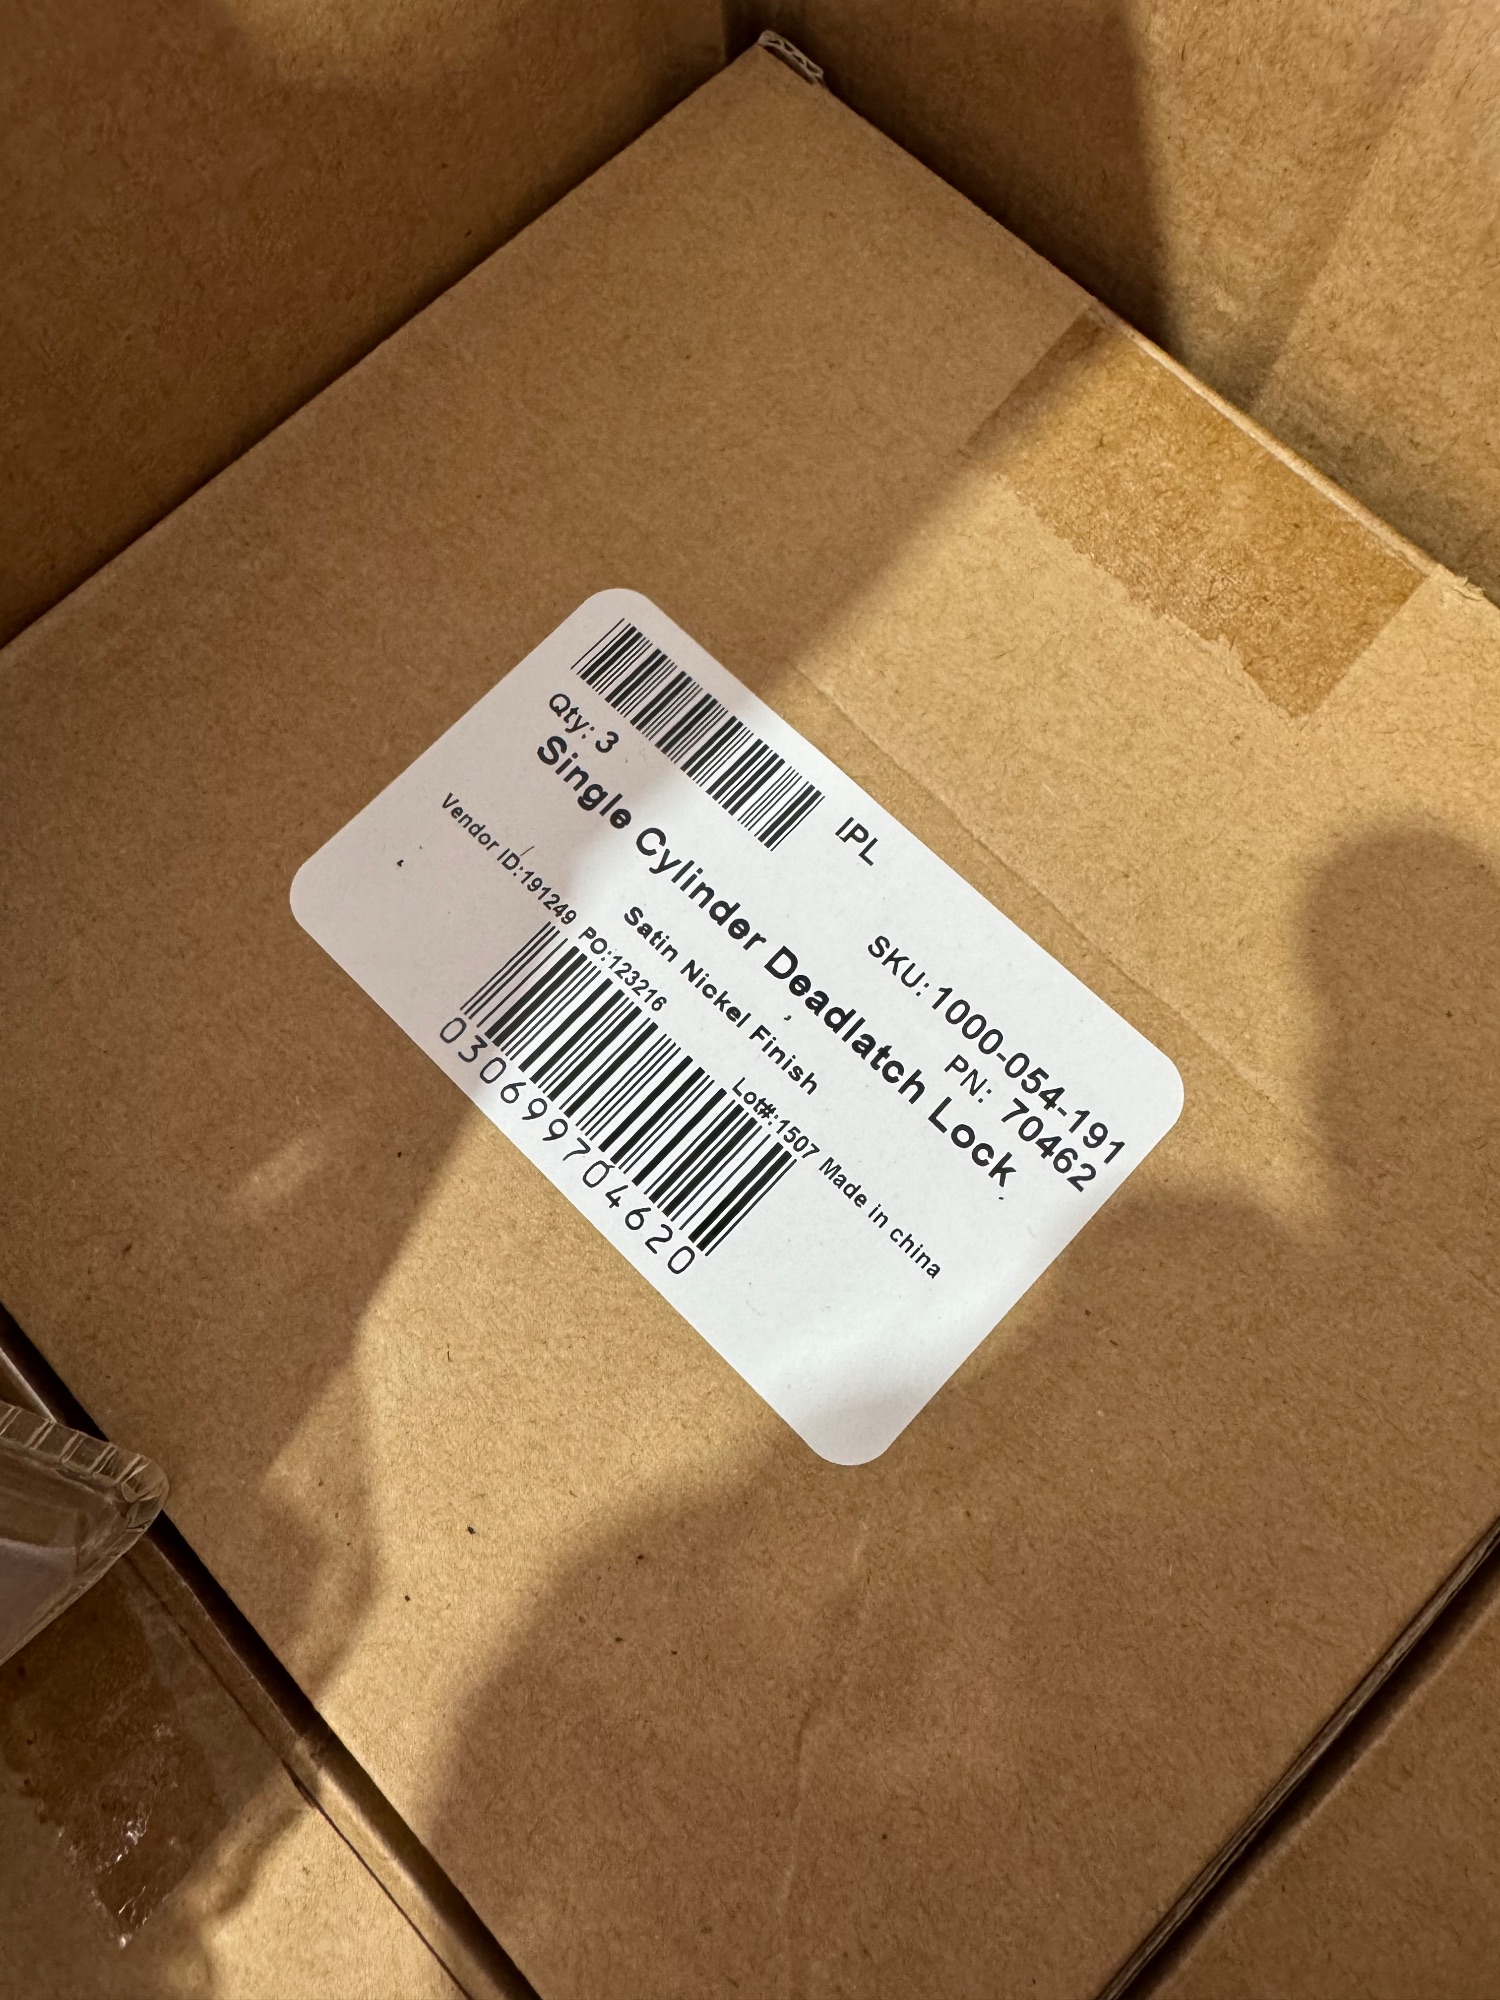 IPL
SKU: 1000-054-191
Qty: 3
PN: 70462
Single Cylinder Deadlatch Lock
Satin Nickel Finish
Vendor ID:191249 PO:123216 Lot#:1507 Made in china
030699704620